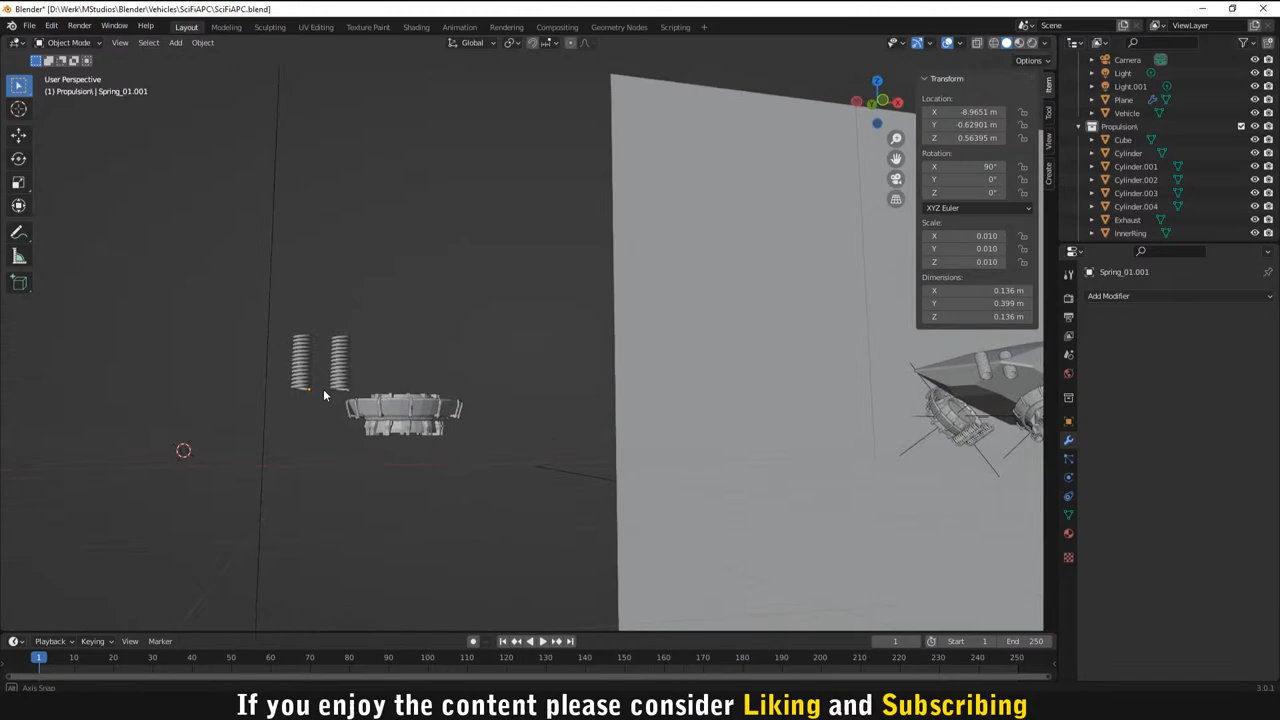 Blender* [D:\Werk\MStudios\Blender\Vehicles\SciFiAPC\SciFiAPC.blend]
File Edit Render Window Help Layout Modeling Sculpting UV Editing Texture Paint Shading Animation Rendering Compositing Geometry Nodes Scripting + Scene ViewLayer
Object Mode View Select Add Object Global
Options
User Perspective
(1) Propulsion\ | Spring_01.001
Transform
Location:
X -8.9651 m
Y -0.62901 m
Z 0.56395 m
Rotation:
X 90°
Y 0°
Z 0°
XYZ Euler
Scale:
X 0.010
Y 0.010
Z 0.010
Dimensions:
X 0.136 m
Y 0.399 m
Z 0.136 m
Z
X
Y
Item
Tool
View
Create
Camera
Light
Light.001
Plane
Vehicle
Propulsion\
Cube
Cylinder
Cylinder.001
Cylinder.002
Cylinder.003
Cylinder.004
Exhaust
InnerRing
Spring_01.001
Add Modifier
Playback Keying View Marker 1 Start 1 End 250
1 10 20 30 40 50 60 70 80 90 100 110 120 130 140 150 160 170 180 190 200 210 220 230 240 250
Alt Axis Snap 3.0.1
If you enjoy the content please consider Liking and Subscribing